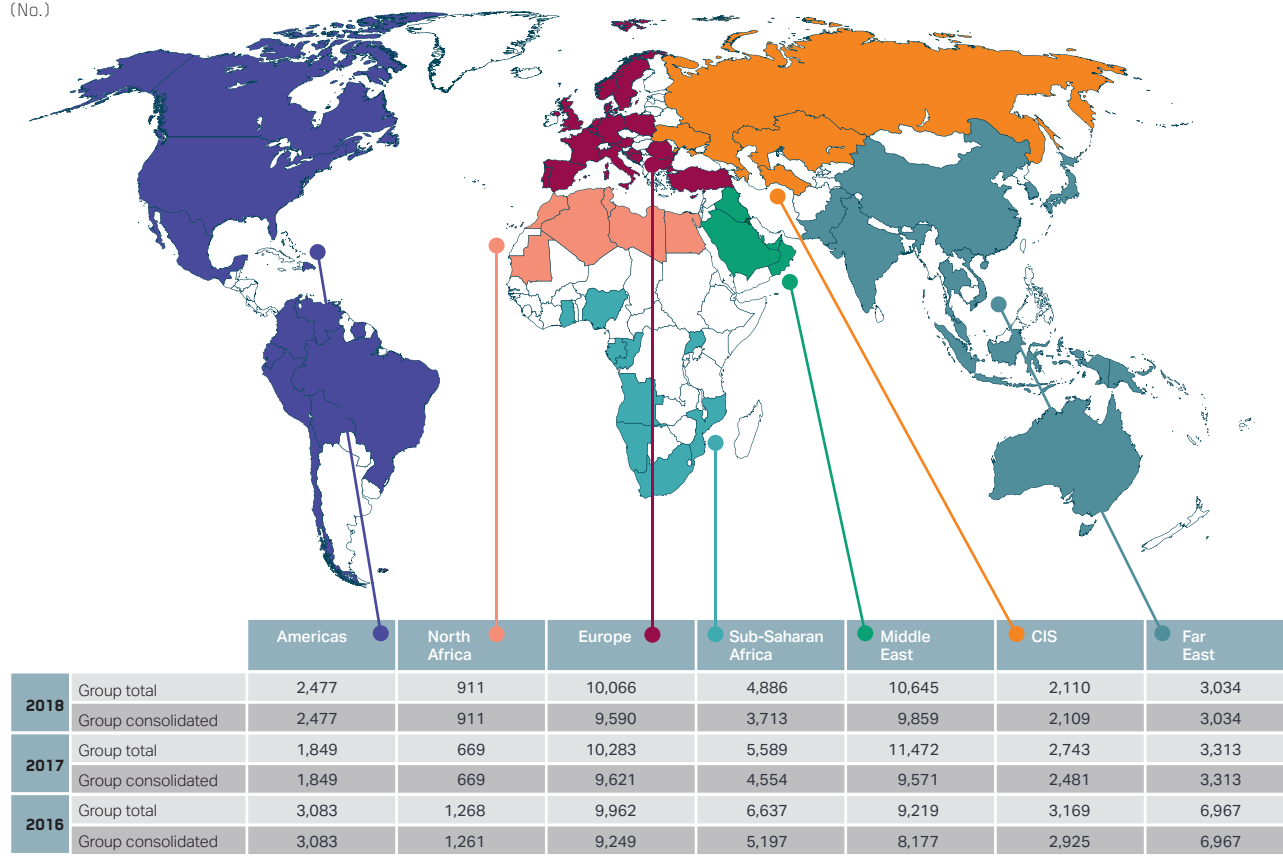 (No.)
Americas North Africa Europe Sub-Saharan Africa Middle East CIS Far East
2018
Group total 2,477 911 10,066 4,886 10,645 2,110 3,034
Group consolidated 2,477 911 9,590 3,713 9,859 2,109 3,034
2017
Group total 1,849 669 10,283 5,589 11,472 2,743 3,313
Group consolidated 1,849 669 9,621 4,554 9,571 2,481 3,313
2016
Group total 3,083 1,268 9,962 6,637 9,219 3,169 6,967
Group consolidated 3,083 1,261 9,249 5,197 8,177 2,925 6,967